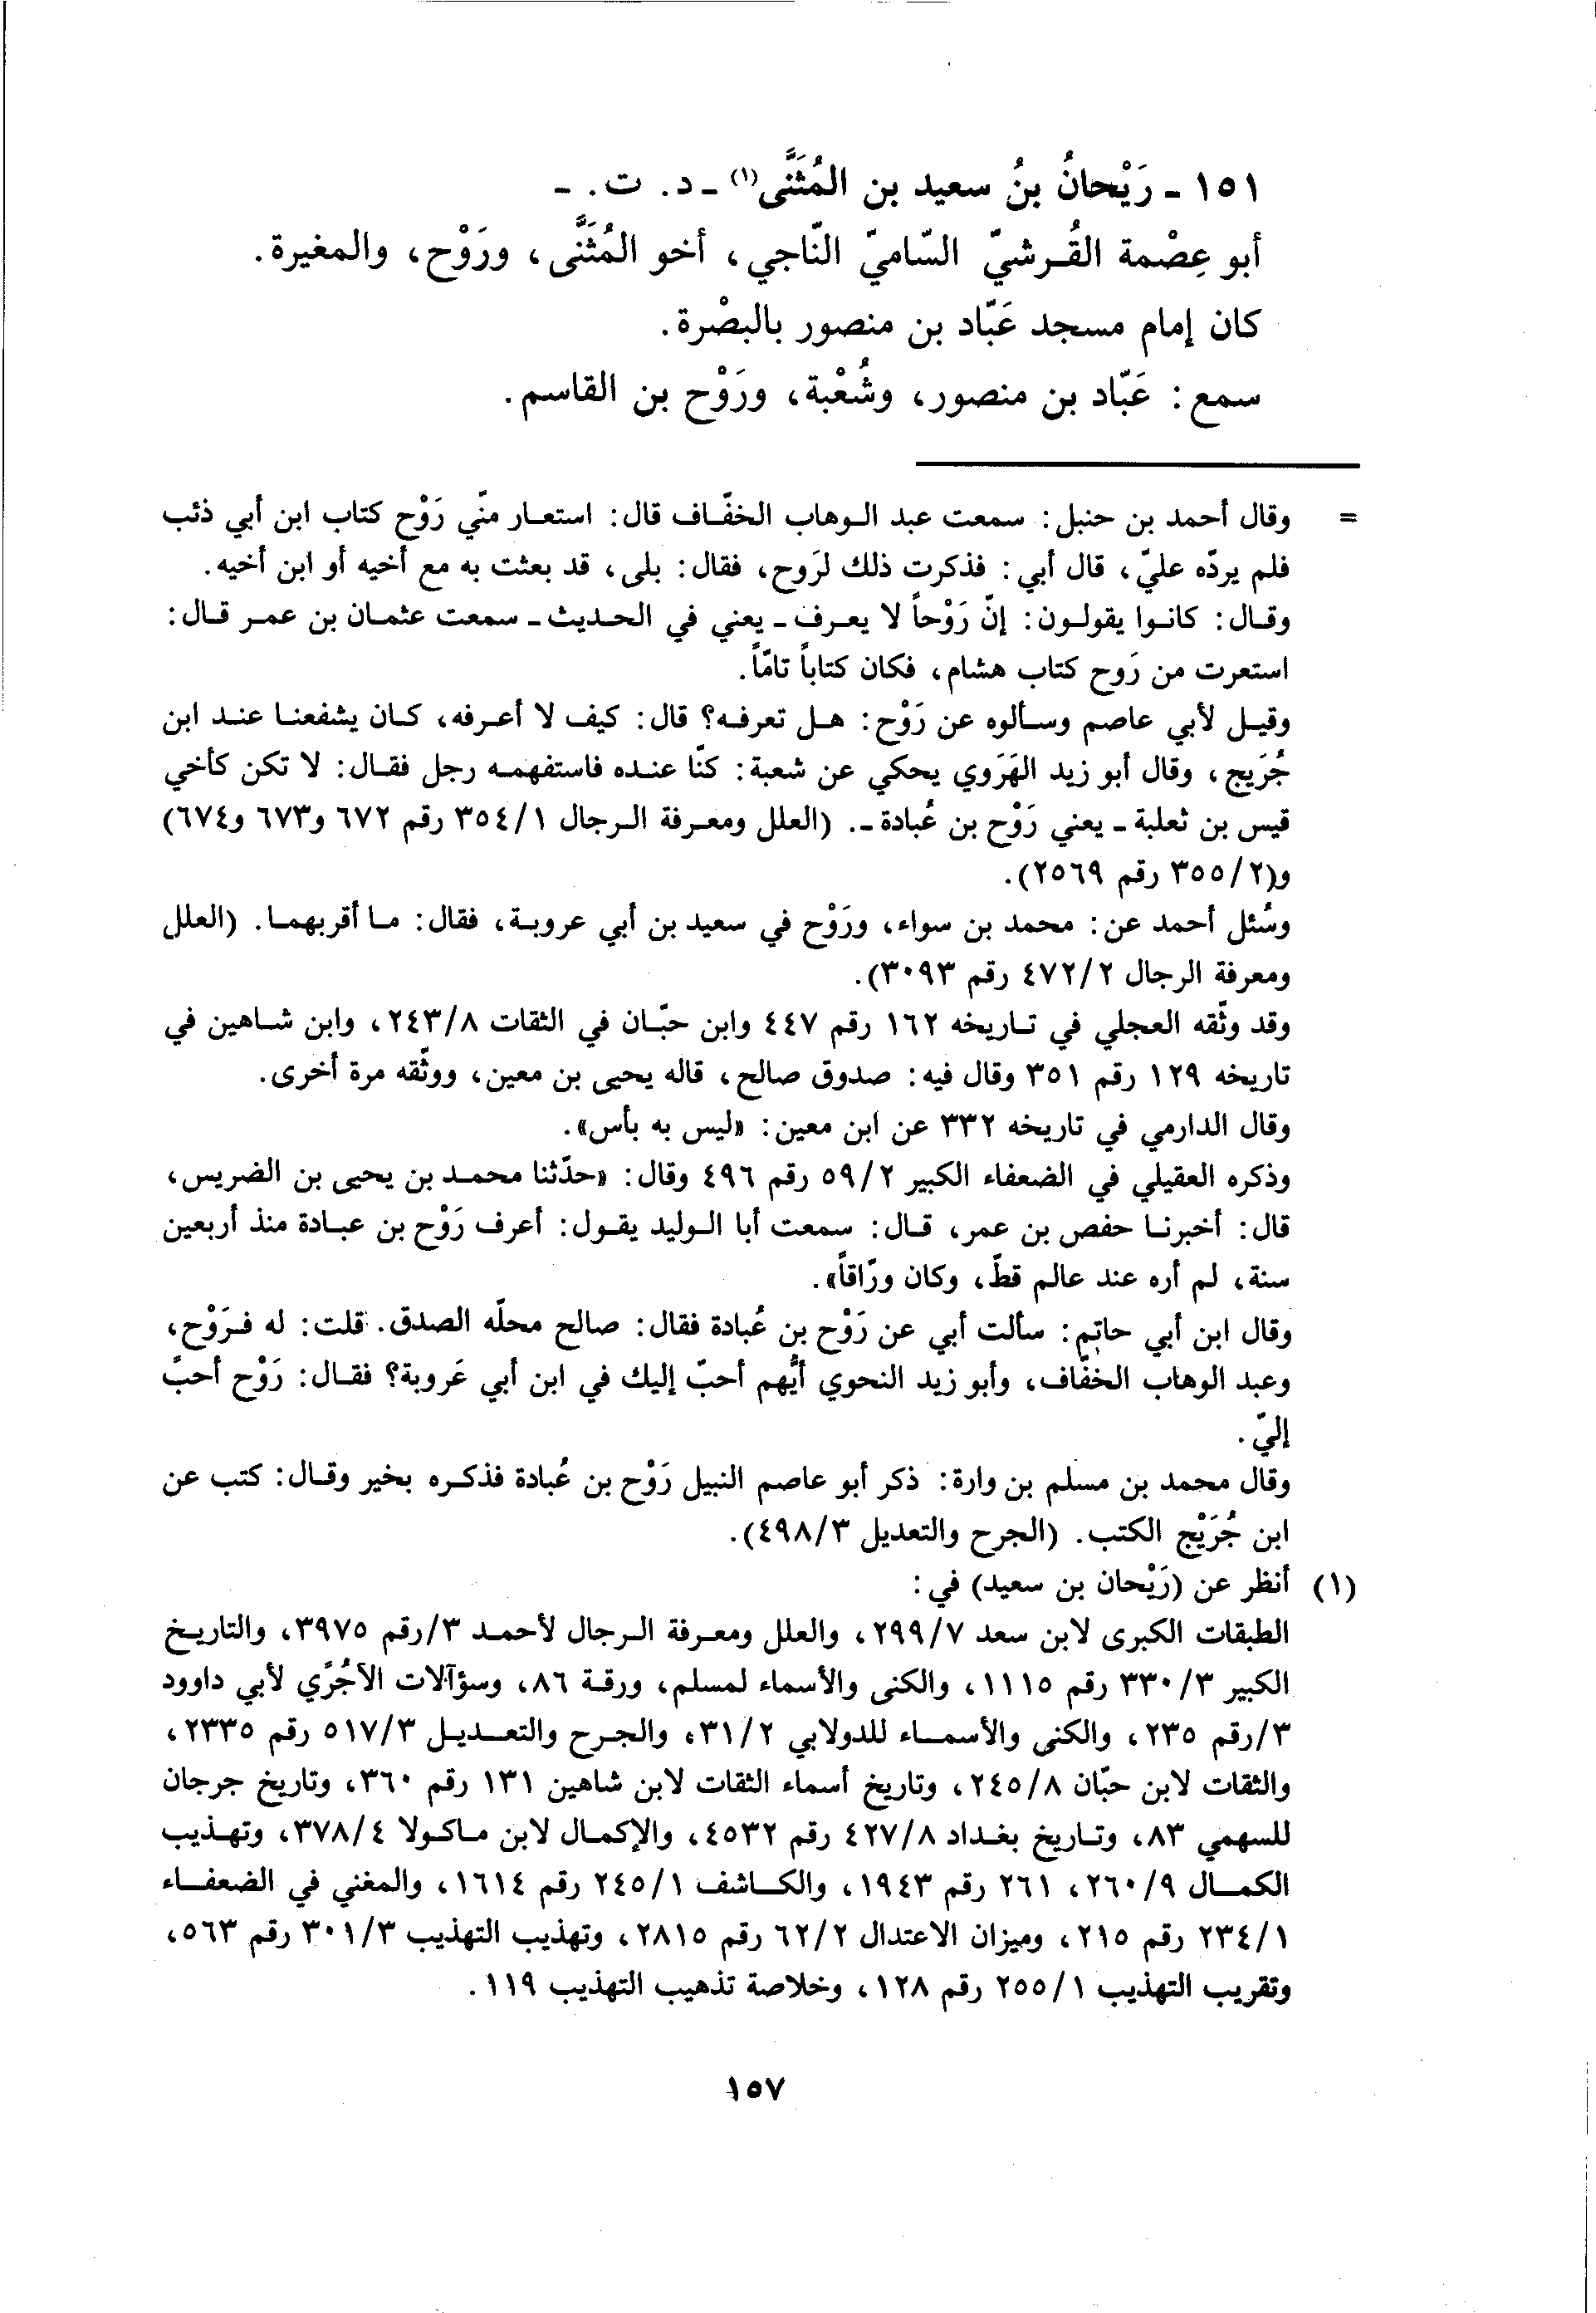 ١٥١ - رَيْحانُ بنُ سعيد بن المُثَنَّى(١) - د. ت. -
أبو عِصْمة القُرشيّ السّاميّ النّاجي، أخو المُثَنَّى، ورَوْح، والمغيرة.
كان إمام مسجد عَبّاد بن منصور بالبصْرة.
سمع: عَبّاد بن منصور، وشُعْبة، ورَوْح بن القاسم.
= وقال أحمد بن حنبل: سمعت عبد الوهاب الخفّاف قال: استعار منّي رَوْح كتاب ابن أبي ذئب
فلم يردّه عليّ، قال أبي: فذكرت ذلك لرَوح، فقال: بلى، قد بعثت به مع أخيه أو ابن أخيه.
وقال: كانوا يقولون: إنّ رَوْحاً لا يعرف - يعني في الحديث - سمعت عثمان بن عمر قال:
استعرت من رَوح كتاب هشام، فكان كتاباً تامّاً.
وقيل لأبي عاصم وسألوه عن رَوْح: هل تعرفه؟ قال: كيف لا أعرفه، كان يشفعنا عند ابن
جُرَيج، وقال أبو زيد الهَرَوي يحكي عن شعبة: كنّا عنده فاستفهمه رجل فقال: لا تكن كأخي
قيس بن ثعلبة - يعني رَوْح بن عُبادة -. (العلل ومعرفة الرجال ٣٥٤/١ رقم ٦٧٢ و٦٧٣ و٦٧٤)
و(٣٥٥/٢ رقم ٢٥٦٩).
وسُئل أحمد عن: محمد بن سواء، ورَوْح في سعيد بن أبي عروبة، فقال: ما أقربهما. (العلل
ومعرفة الرجال ٤٧٢/٢ رقم ٣٠٩٣).
وقد وثّقه العجلي في تاريخه ١٦٢ رقم ٤٤٧ وابن حبّان في الثقات ٢٤٣/٨، وابن شاهين في
تاريخه ١٢٩ رقم ٣٥١ وقال فيه: صدوق صالح، قاله يحيى بن معين، ووثّقه مرة أخرى.
وقال الدارمي في تاريخه ٣٣٢ عن ابن معين: «ليس به بأس».
وذكره العقيلي في الضعفاء الكبير ٥٩/٢ رقم ٤٩٦ وقال: «حدّثنا محمد بن يحيى بن الضريس،
قال: أخبرنا حفص بن عمر، قال: سمعت أبا الوليد يقول: أعرف رَوْح بن عبادة منذ أربعين
سنة، لم أره عند عالم قطّ، وكان ورّاقاً».
وقال ابن أبي حاتم: سألت أبي عن رَوْح بن عُبادة فقال: صالح محلّه الصدق. قلت: له فرَوْح،
وعبد الوهاب الخفّاف، وأبو زيد النحوي أيُّهم أحبّ إليك في ابن أبي عَروبة؟ فقال: رَوْح أحبّ
إليّ.
وقال محمد بن مسلم بن وارة: ذكر أبو عاصم النبيل رَوْح بن عُبادة فذكره بخير وقال: كتب عن
ابن جُرَيْج الكتب. (الجرح والتعديل ٤٩٨/٣).
(١) أنظر عن (رَيْحان بن سعيد) في:
الطبقات الكبرى لابن سعد ٢٩٩/٧، والعلل ومعرفة الرجال لأحمد ٣/رقم ٣٩٧٥، والتاريخ
الكبير ٣٣٠/٣ رقم ١١١٥، والكنى والأسماء لمسلم، ورقة ٨٦، وسؤآلات الآجُرّي لأبي داوود
٣/رقم ٢٣٥، والكنى والأسماء للدولابي ٣١/٢، والجرح والتعديل ٥١٧/٣ رقم ٢٣٣٥،
والثقات لابن حبّان ٢٤٥/٨، وتاريخ أسماء الثقات لابن شاهين ١٣١ رقم ٣٦٠، وتاريخ جرجان
للسهمي ٨٣، وتاريخ بغداد ٤٢٧/٨ رقم ٤٥٣٢، والإكمال لابن ماكولا ٣٧٨/٤، وتهذيب
الكمال ٢٦٠/٩، ٢٦١ رقم ١٩٤٣، والكاشف ٢٤٥/١ رقم ١٦١٤، والمغني في الضعفاء
٢٣٤/١ رقم ٢١٥، وميزان الاعتدال ٦٢/٢ رقم ٢٨١٥، وتهذيب التهذيب ٣٠١/٣ رقم ٥٦٣،
وتقريب التهذيب ٢٥٥/١ رقم ١٢٨، وخلاصة تذهيب التهذيب ١١٩.
١٥٧